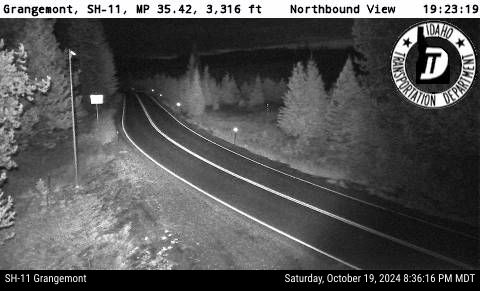 Grangemont, SH-11, MP 35.42, 3,316 ft Northbound View 19:23:19
IDAHO
TRANSPORTATION DEPARTMENT
SH-11 Grangemont Saturday, October 19, 2024 8:36:16 PM MDT